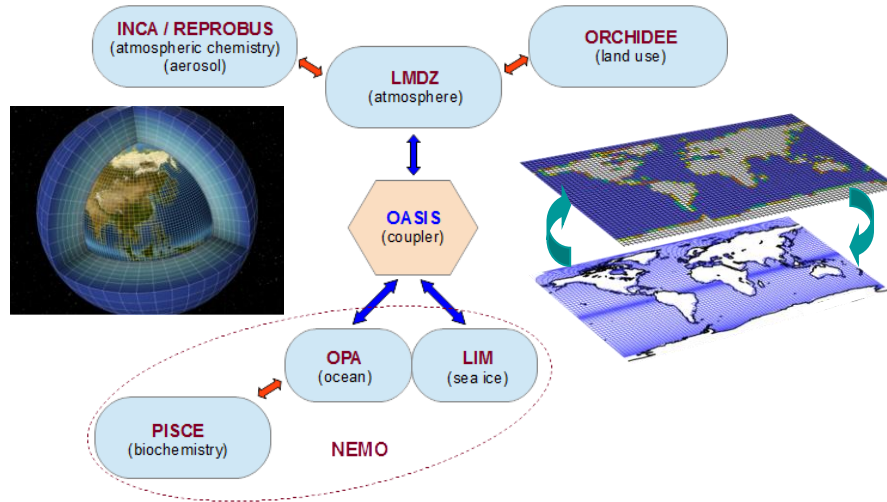 INCA / REPROBUS
(atmospheric chemistry)
(aerosol)
ORCHIDEE
(land use)
LMDZ
(atmosphere)
OASIS
(coupler)
OPA
(ocean)
LIM
(sea ice)
PISCE
(biochemistry)
NEMO